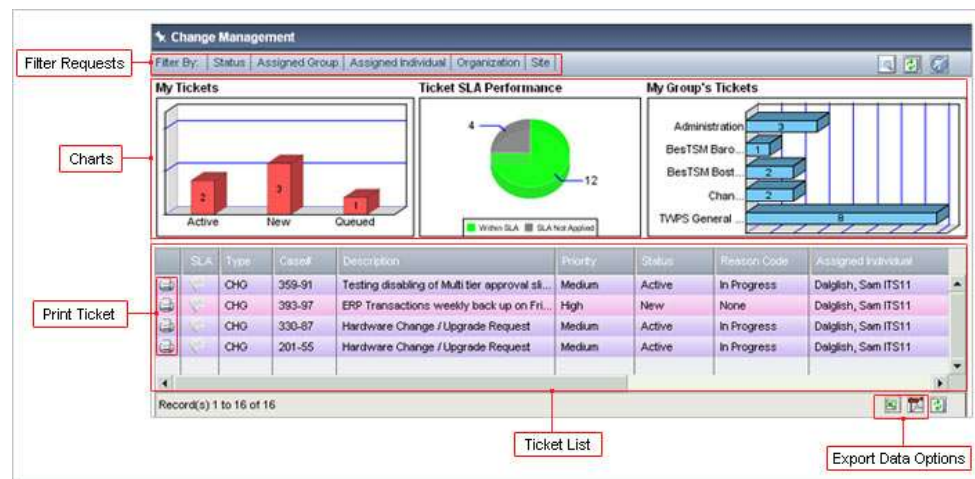 Change Management
Filter Requests
Filter By: Status Assigned Group Assigned Individual Organization Site
My Tickets
Ticket SLA Performance
My Group's Tickets
Charts
2
3
1
Active New Queued
4
12
Within SLA SLA Not Applied
Administration 3
BesTSM Baro... 1
BesTSM Bost... 2
Chan... 2
TWPS General ... 8
SLA Type Case# Description Priority Status Reason Code Assigned Individual
Print Ticket
CHG 359-91 Testing disabling of Multi tier approval sli... Medium Active In Progress Dalglish, Sam ITS11
CHG 393-97 ERP Transactions weekly back up on Fri... High New None Dalglish, Sam ITS11
CHG 330-87 Hardware Change / Upgrade Request Medium Active In Progress Dalglish, Sam ITS11
CHG 201-55 Hardware Change / Upgrade Request Medium Active In Progress Dalglish, Sam ITS11
Record(s) 1 to 16 of 16
Ticket List
Export Data Options